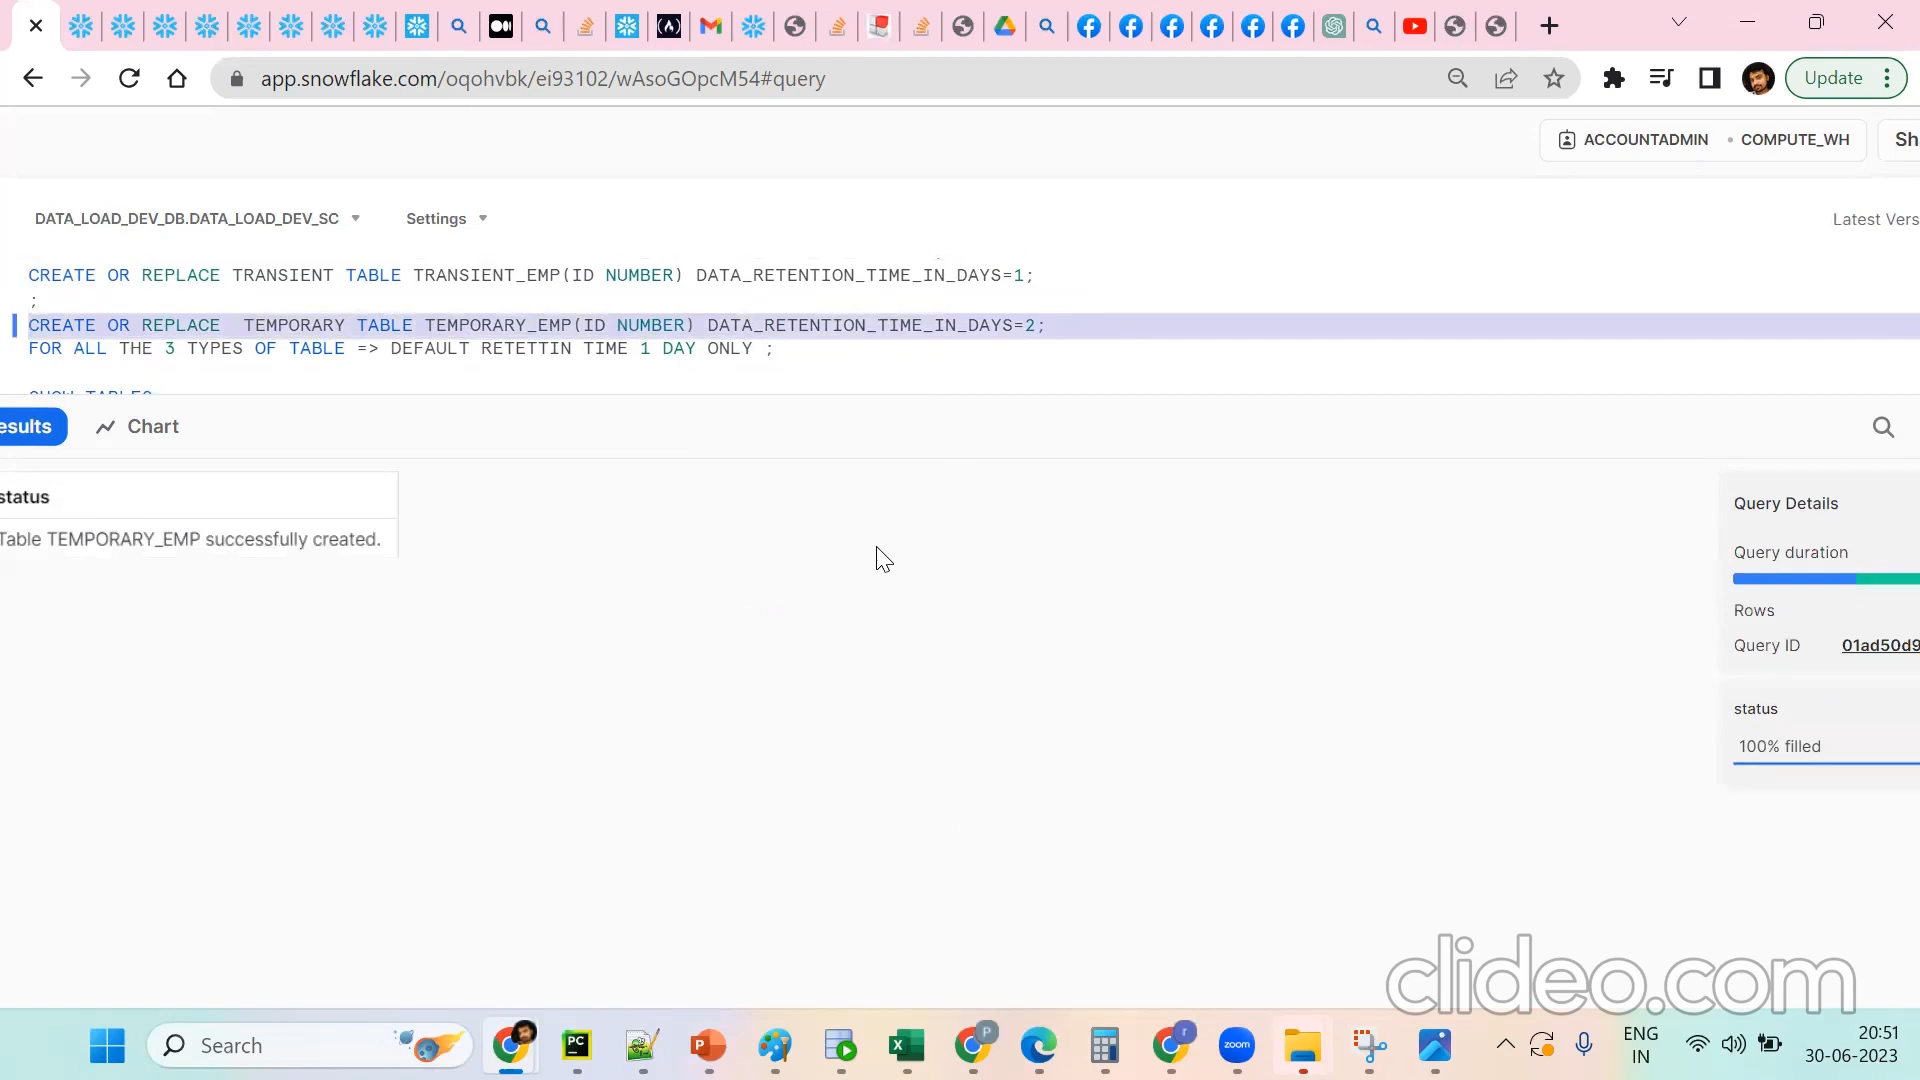 app.snowflake.com/oqohvbk/ei93102/wAsoGOpcM54#query
Update
ACCOUNTADMIN • COMPUTE_WH
Sh
DATA_LOAD_DEV_DB.DATA_LOAD_DEV_SC
Settings
Latest Vers
CREATE OR REPLACE TRANSIENT TABLE TRANSIENT_EMP(ID NUMBER) DATA_RETENTION_TIME_IN_DAYS=1;
;
CREATE OR REPLACE  TEMPORARY TABLE TEMPORARY_EMP(ID NUMBER) DATA_RETENTION_TIME_IN_DAYS=2;
FOR ALL THE 3 TYPES OF TABLE => DEFAULT RETETTIN TIME 1 DAY ONLY ;
SHOW TABLES
esults
Chart
status
Table TEMPORARY_EMP successfully created.
Query Details
Query duration
Rows
Query ID 01ad50d9
status
100% filled
clideo.com
Search
ENG
IN
20:51
30-06-2023